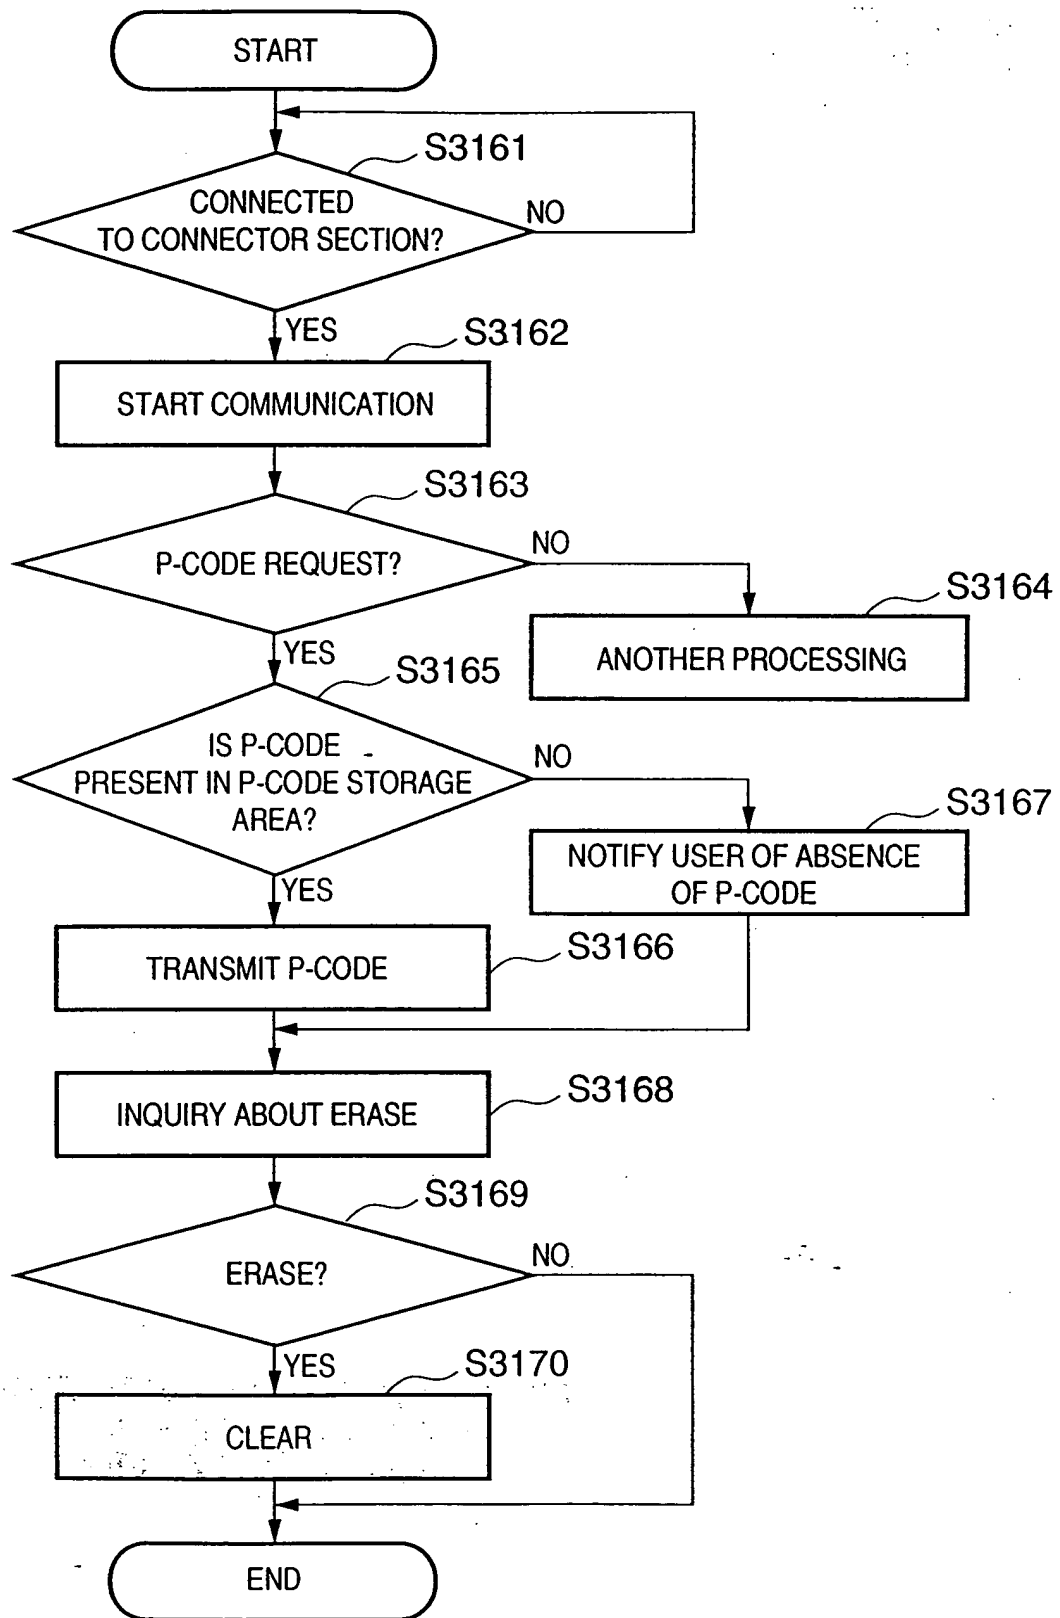 START
S3161
CONNECTED
TO CONNECTOR SECTION?
NO
YES
S3162
START COMMUNICATION
S3163
P-CODE REQUEST?
NO
S3164
ANOTHER PROCESSING
YES
S3165
IS P-CODE
PRESENT IN P-CODE STORAGE
AREA?
NO
S3167
NOTIFY USER OF ABSENCE
OF P-CODE
YES
S3166
TRANSMIT P-CODE
S3168
INQUIRY ABOUT ERASE
S3169
ERASE?
NO
YES
S3170
CLEAR
END